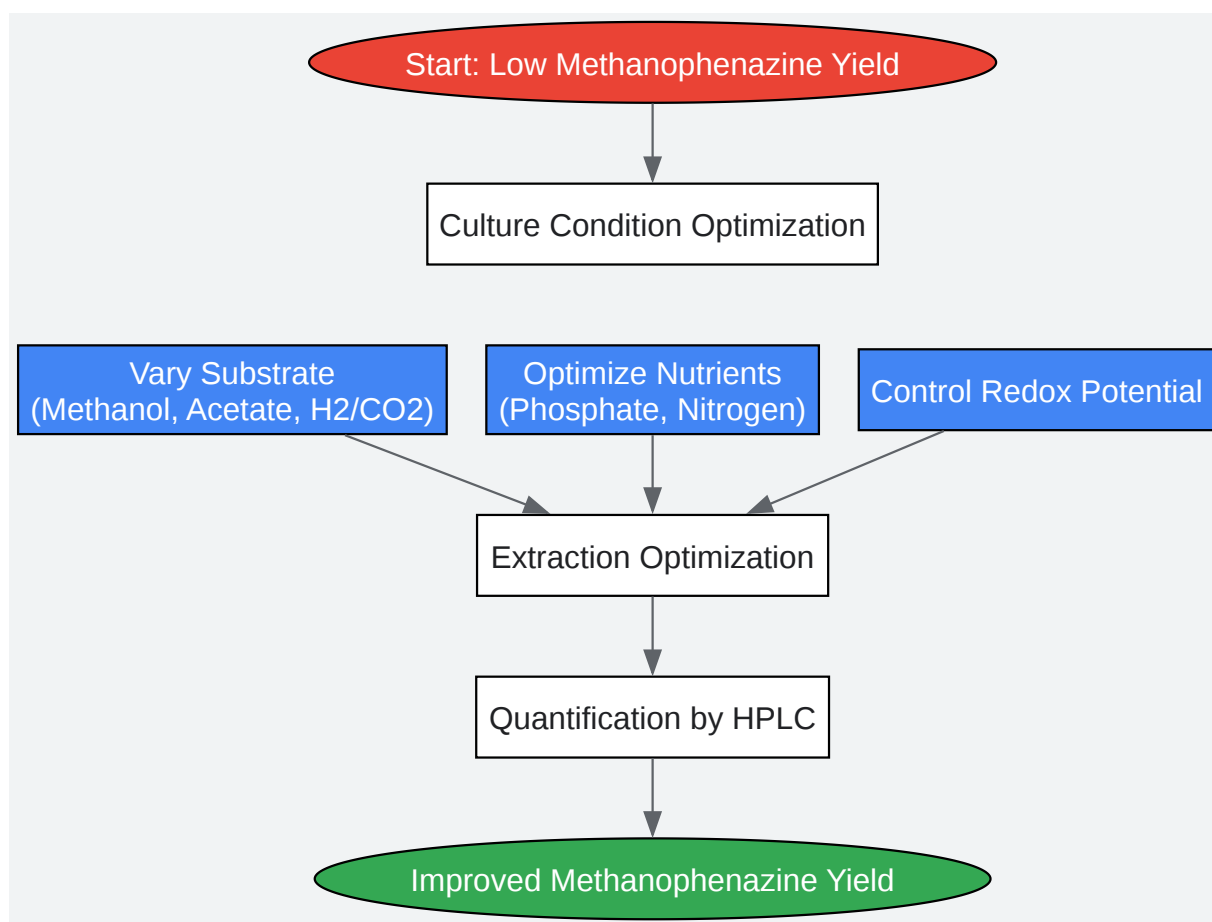 Start: Low Methanophenazine Yield
Culture Condition Optimization
Vary Substrate
(Methanol, Acetate, H2/CO2)
Optimize Nutrients
(Phosphate, Nitrogen)
Control Redox Potential
Extraction Optimization
Quantification by HPLC
Improved Methanophenazine Yield